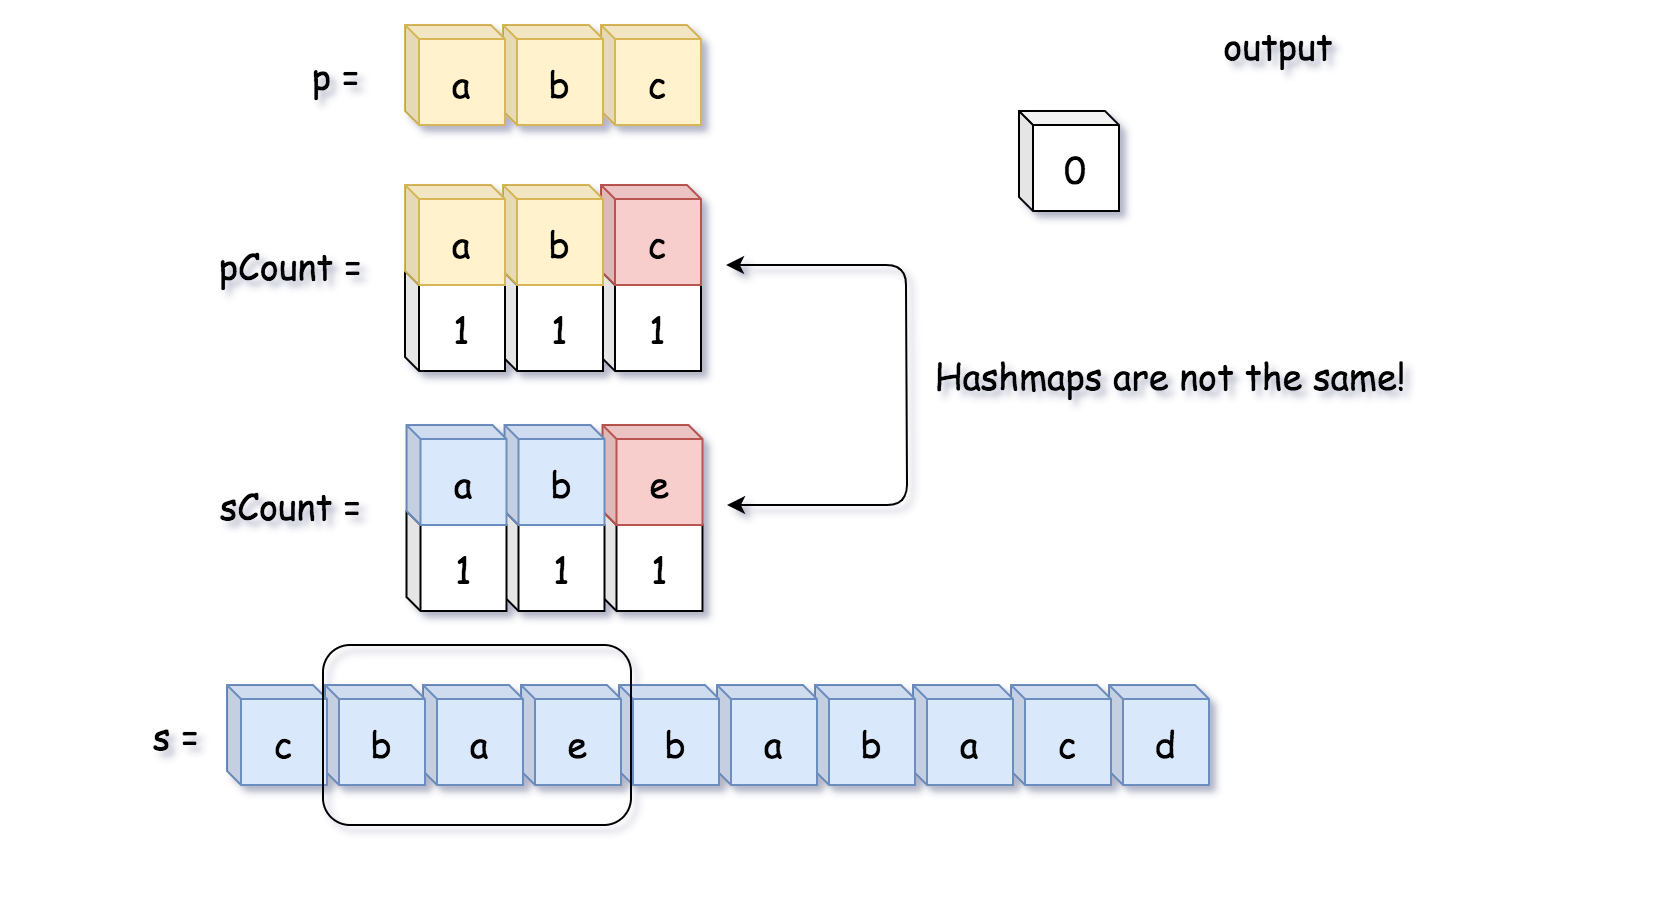 output
p = a b c
0
pCount = a b c
1 1 1
Hashmaps are not the same!
sCount = a b e
1 1 1
s = c b a e b a b a c d